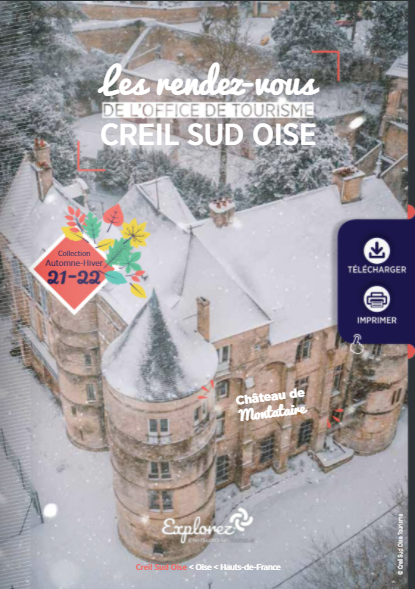 Les rendez-vous
DE L'OFFICE DE TOURISME
CREIL SUD OISE
Collection
Automne-Hiver
21-22
TÉLÉCHARGER
IMPRIMER
Château de
Montataire
Explorez
Creil Sud Oise < Oise < Hauts-de-France
© Creil Sud Oise Tourisme